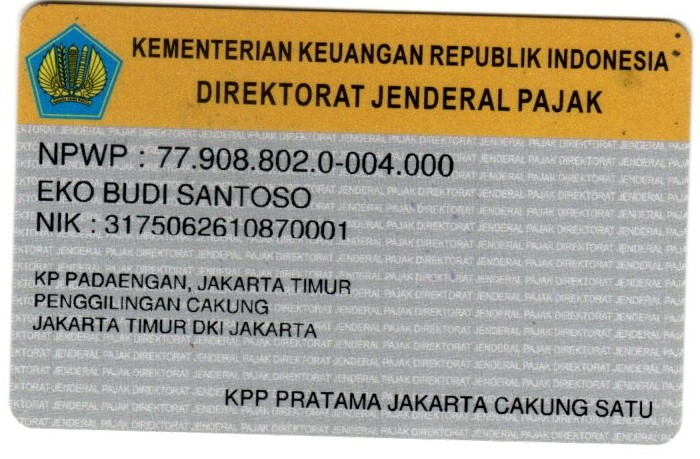 KEMENTERIAN KEUANGAN REPUBLIK INDONESIA
DIREKTORAT JENDERAL PAJAK
NPWP : 77.908.802.0-004.000
EKO BUDI SANTOSO
NIK : 3175062610870001
KP PADAENGAN, JAKARTA TIMUR
PENGGILINGAN CAKUNG
JAKARTA TIMUR DKI JAKARTA
KPP PRATAMA JAKARTA CAKUNG SATU